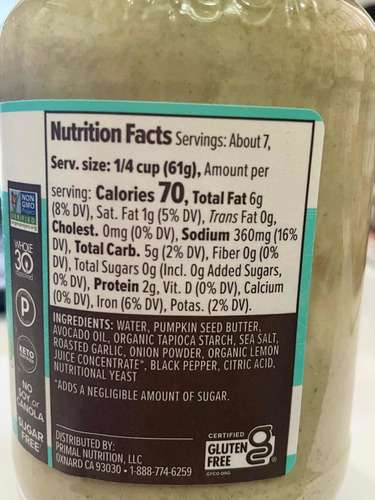 Nutrition Facts Servings: About 7,
Serv. size: 1/4 cup (61g), Amount per
serving: Calories 70, Total Fat 6g
(8% DV), Sat. Fat 1g (5% DV), Trans Fat 0g,
Cholest. 0mg (0% DV), Sodium 360mg (16%
DV), Total Carb. 5g (2% DV), Fiber 0g (0%
DV), Total Sugars 0g (Incl. 0g Added Sugars,
0% DV), Protein 2g, Vit. D (0% DV), Calcium
(0% DV), Iron (6% DV), Potas. (2% DV).
INGREDIENTS: WATER, PUMPKIN SEED BUTTER,
AVOCADO OIL, ORGANIC TAPIOCA STARCH, SEA SALT,
ROASTED GARLIC, ONION POWDER, ORGANIC LEMON
JUICE CONCENTRATE*, BLACK PEPPER, CITRIC ACID,
NUTRITIONAL YEAST
*ADDS A NEGLIGIBLE AMOUNT OF SUGAR.
DISTRIBUTED BY:
PRIMAL NUTRITION, LLC
OXNARD CA 93030 • 1-888-774-6259
CERTIFIED
GLUTEN
FREE
GFCO.ORG
NON
GMO
VERIFIED
WHOLE
30
P
KETO
NO
SOY or
CANOLA
SUGAR
FREE